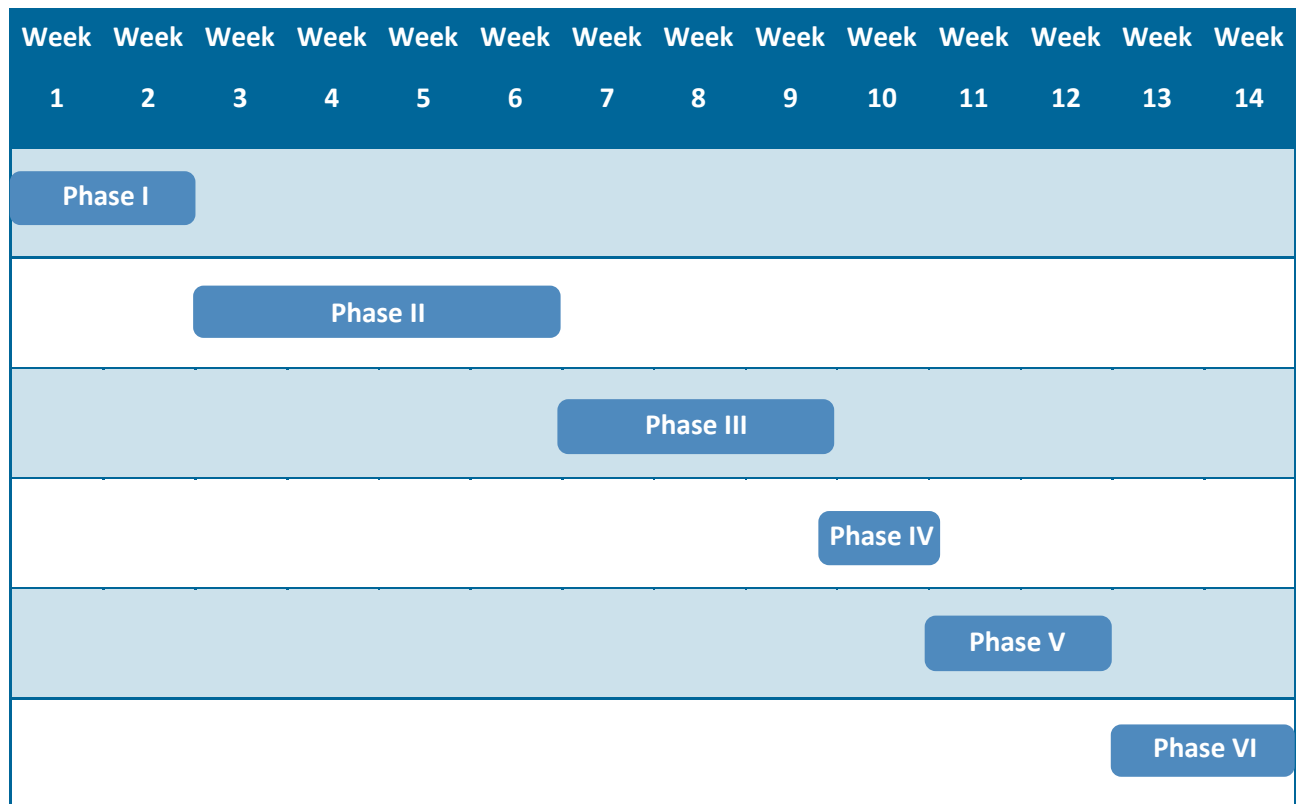 Week Week Week Week Week Week Week Week Week Week Week Week Week Week
1 2 3 4 5 6 7 8 9 10 11 12 13 14
Phase I
Phase II
Phase III
Phase IV
Phase V
Phase VI